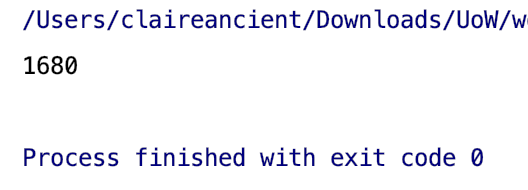 /Users/claireancient/Downloads/UoW/w
1680
Process finished with exit code 0